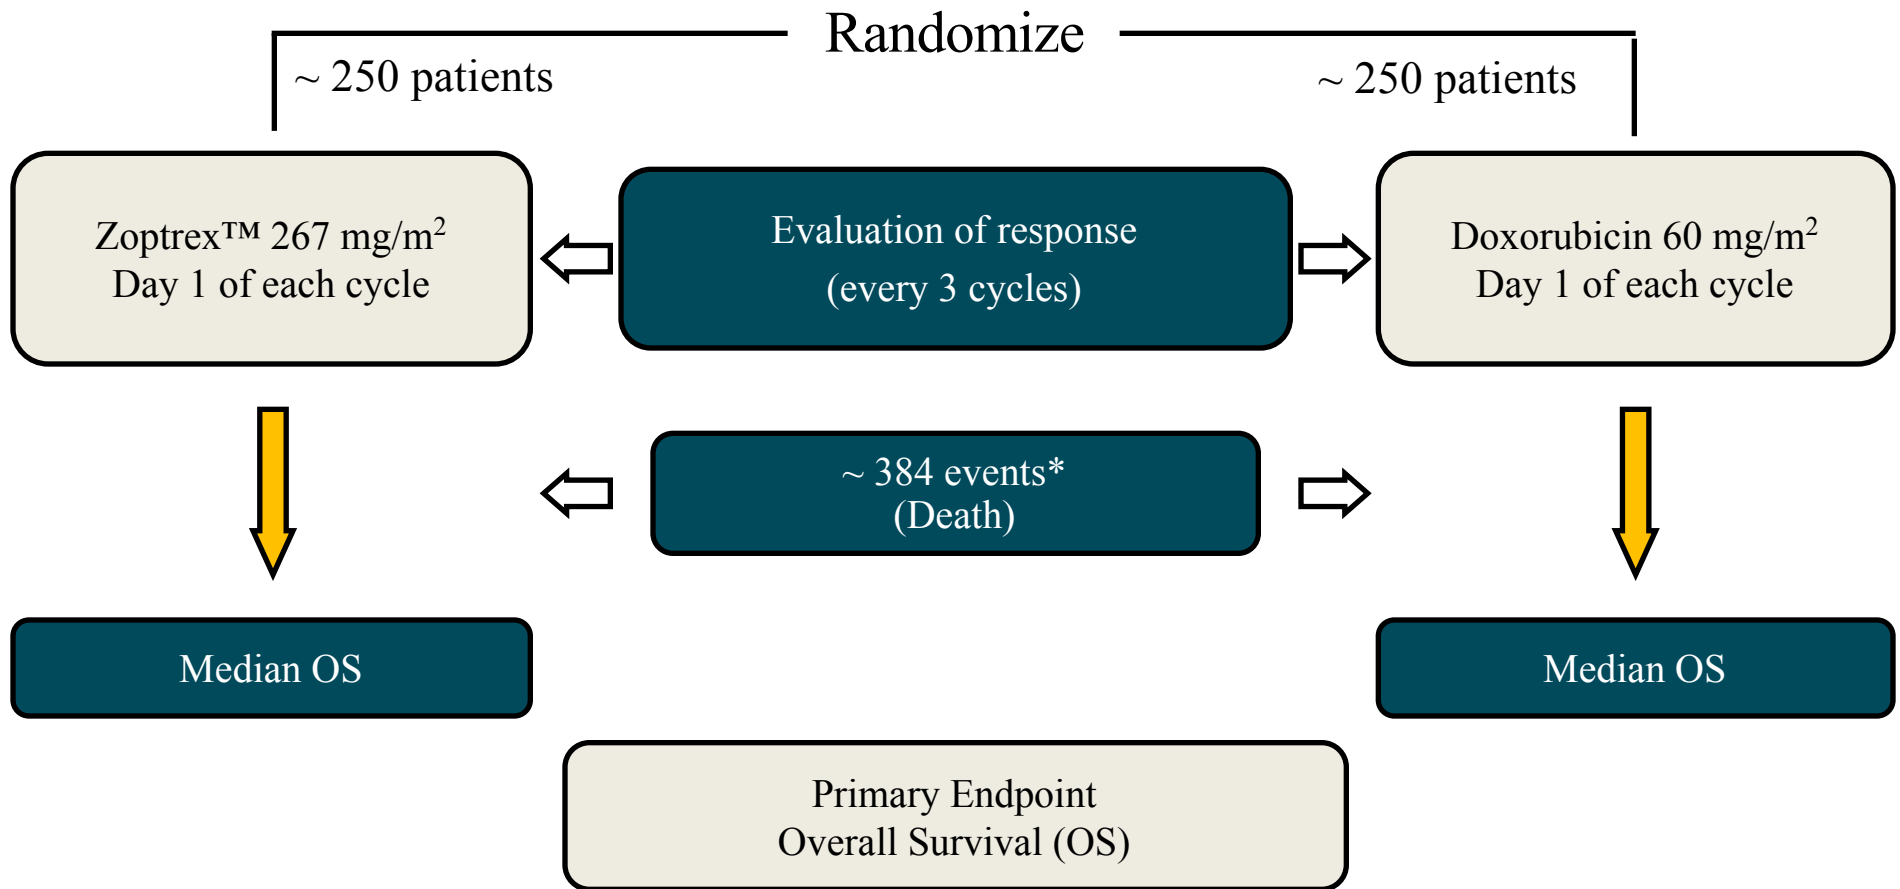 Randomize
~ 250 patients
~ 250 patients
Zoptrex™ 267 mg/m²
Day 1 of each cycle
Evaluation of response
(every 3 cycles)
Doxorubicin 60 mg/m²
Day 1 of each cycle
~ 384 events*
(Death)
Median OS
Median OS
Primary Endpoint
Overall Survival (OS)